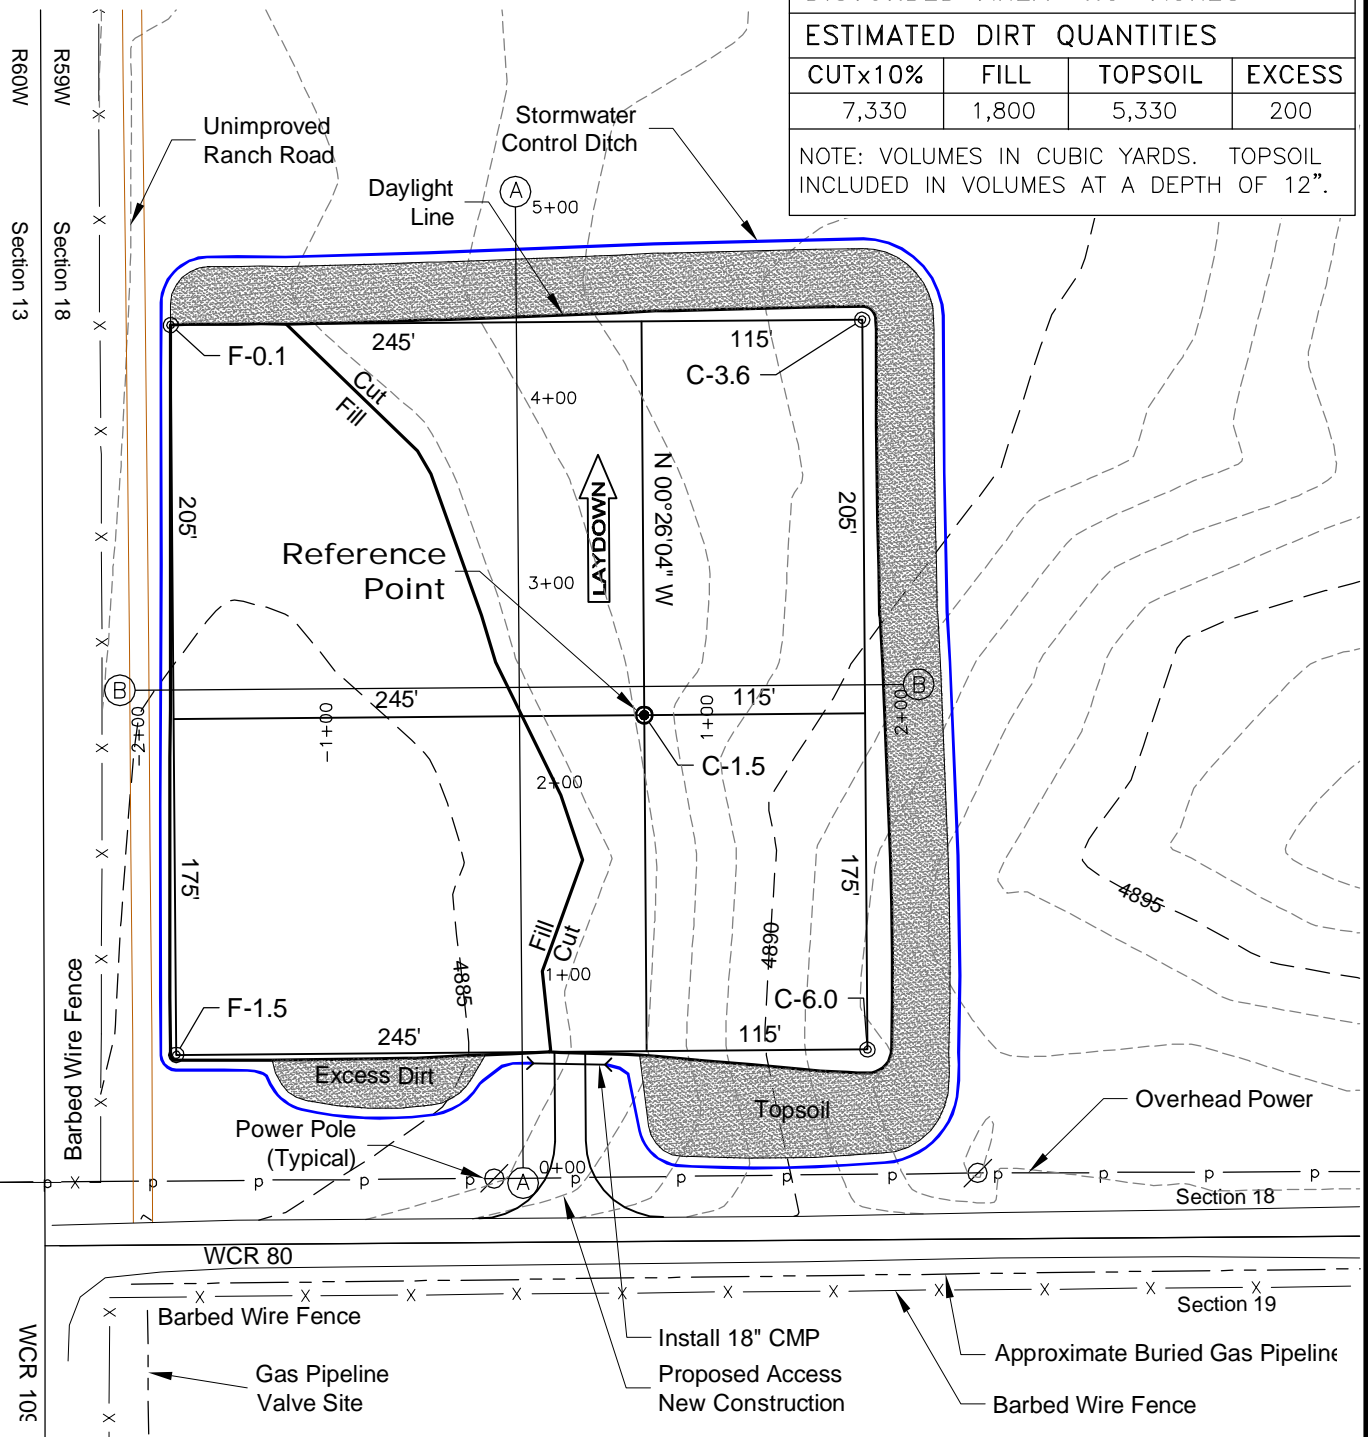 ESTIMATED DIRT QUANTITIES
CUTx10% FILL TOPSOIL EXCESS
7,330 1,800 5,330 200
NOTE: VOLUMES IN CUBIC YARDS. TOPSOIL
INCLUDED IN VOLUMES AT A DEPTH OF 12".
R60W
R59W
Section 13
Section 18
Unimproved
Ranch Road
Stormwater
Control Ditch
Daylight
Line
A
5+00
245'
115'
F-0.1
C-3.6
Cut
Fill
4+00
N 00°26'04" W
LAYDOWN
205'
205'
Reference
Point
3+00
B
B
245'
115'
-2+00
-1+00
1+00
2+00
C-1.5
2+00
175'
175'
4895
4890
4885
Fill
Cut
1+00
F-1.5
C-6.0
245'
115'
Excess Dirt
Topsoil
Barbed Wire Fence
Power Pole
(Typical)
Overhead Power
0+00
A
X X X X X X X X X X X
p X p p p p p p p p p p p p
Section 18
WCR 80
X X X X X X X X X X X
Barbed Wire Fence
Section 19
WCR 109
X X
Gas Pipeline
Valve Site
Install 18" CMP
Proposed Access
New Construction
Approximate Buried Gas Pipeline
Barbed Wire Fence